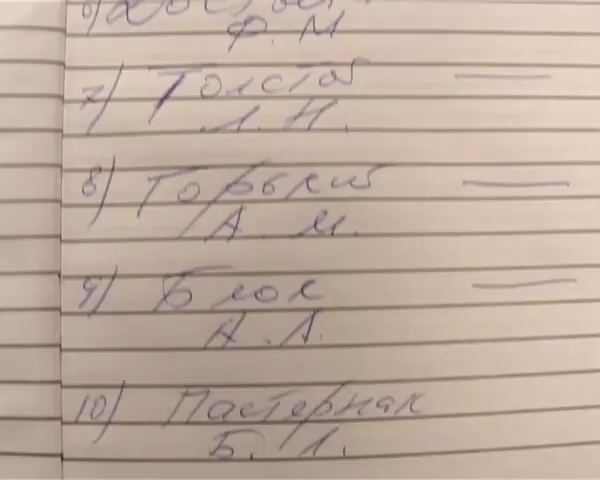 Ф. М
7) Толстой —
Л. Н.
8) Горький —
А М.
9) Блок —
А. А.
10) Пастернак
Б. Л.